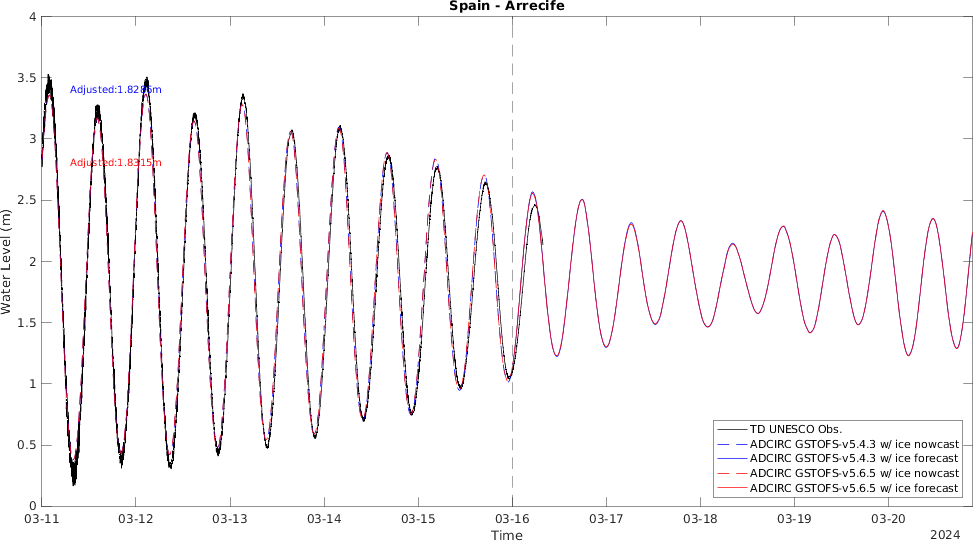 Spain - Arrecife
Water Level (m)
4
3.5
3
2.5
2
1.5
1
0.5
0
Adjusted:1.8286m
Adjusted:1.8315m
TD UNESCO Obs.
ADCIRC GSTOFS-v5.4.3 w/ ice nowcast
ADCIRC GSTOFS-v5.4.3 w/ ice forecast
ADCIRC GSTOFS-v5.6.5 w/ ice nowcast
ADCIRC GSTOFS-v5.6.5 w/ ice forecast
03-11 03-12 03-13 03-14 03-15 03-16 03-17 03-18 03-19 03-20
Time
2024